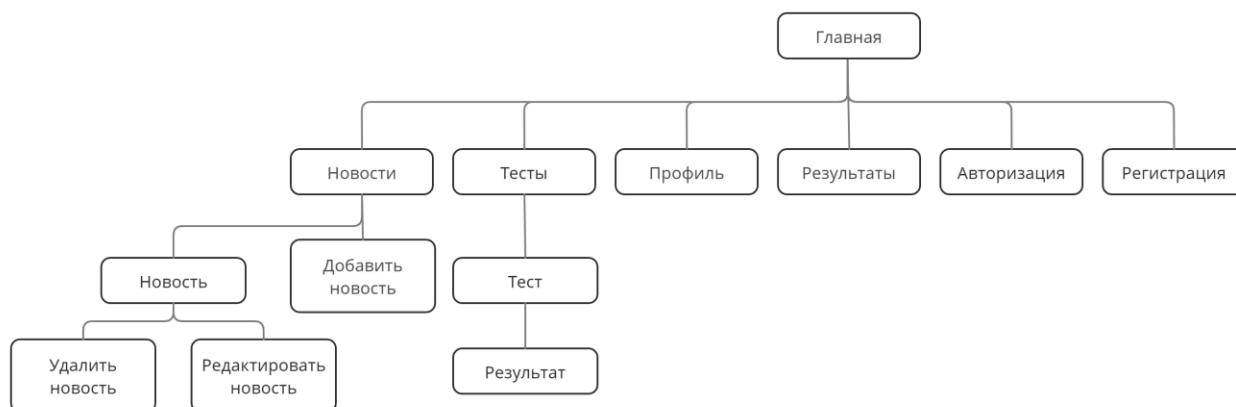 Главная
Новости
Тесты
Профиль
Результаты
Авторизация
Регистрация
Новость
Добавить
новость
Тест
Удалить
новость
Редактировать
новость
Результат